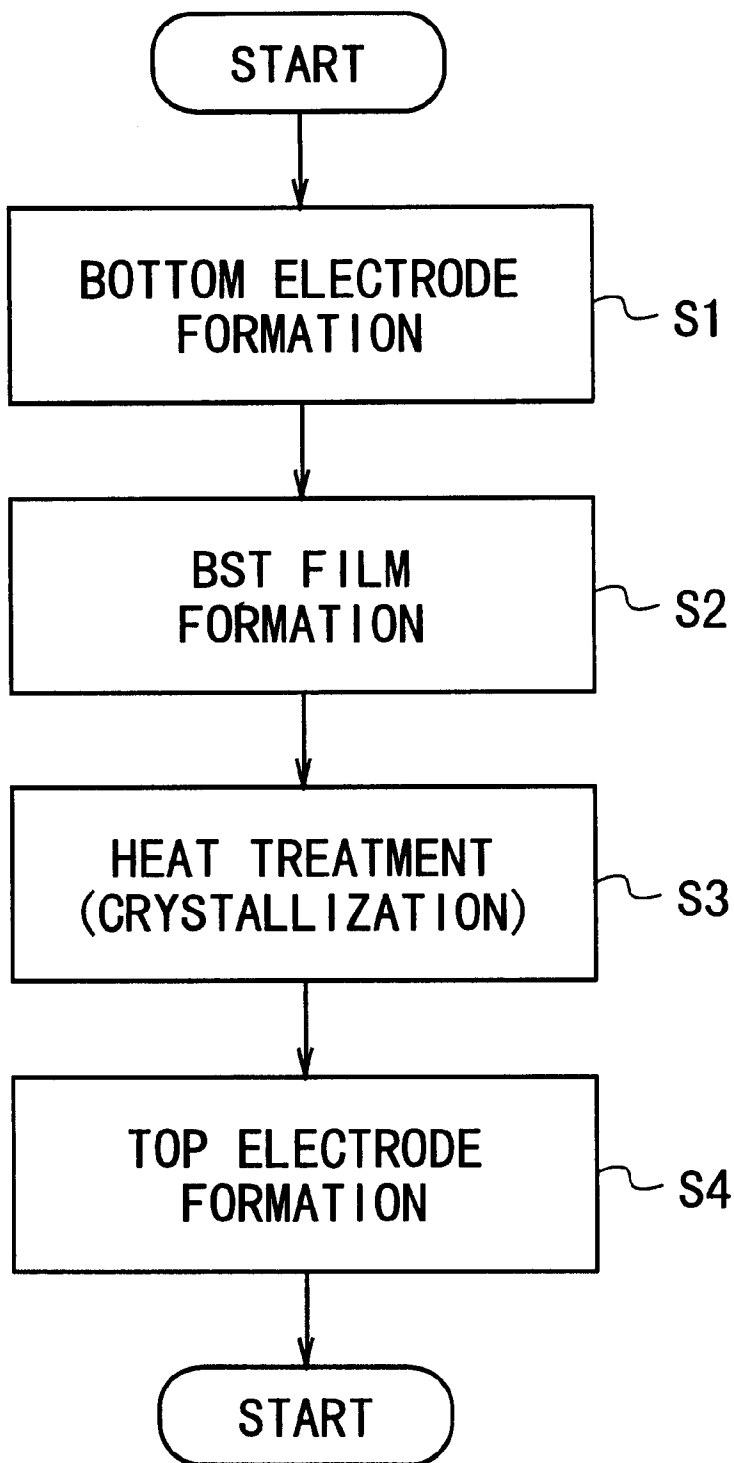 START
BOTTOM ELECTRODE
FORMATION
S1
BST FILM
FORMATION
S2
HEAT TREATMENT
(CRYSTALLIZATION)
S3
TOP ELECTRODE
FORMATION
S4
START